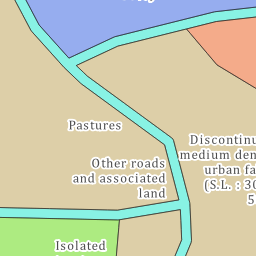 Pastures
Other roads
and associated
land
Discontinu
medium den
urban fa
(S.L. : 30
5
Isolated